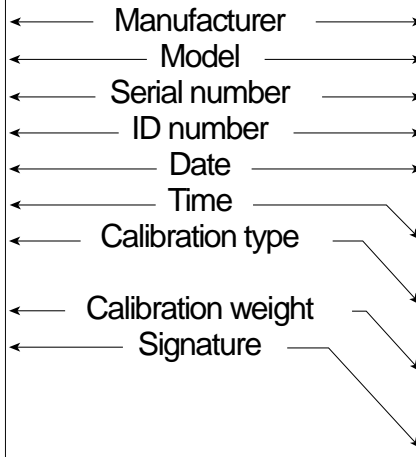 Manufacturer
Model
Serial number
ID number
Date
Time
Calibration type
Calibration weight
Signature